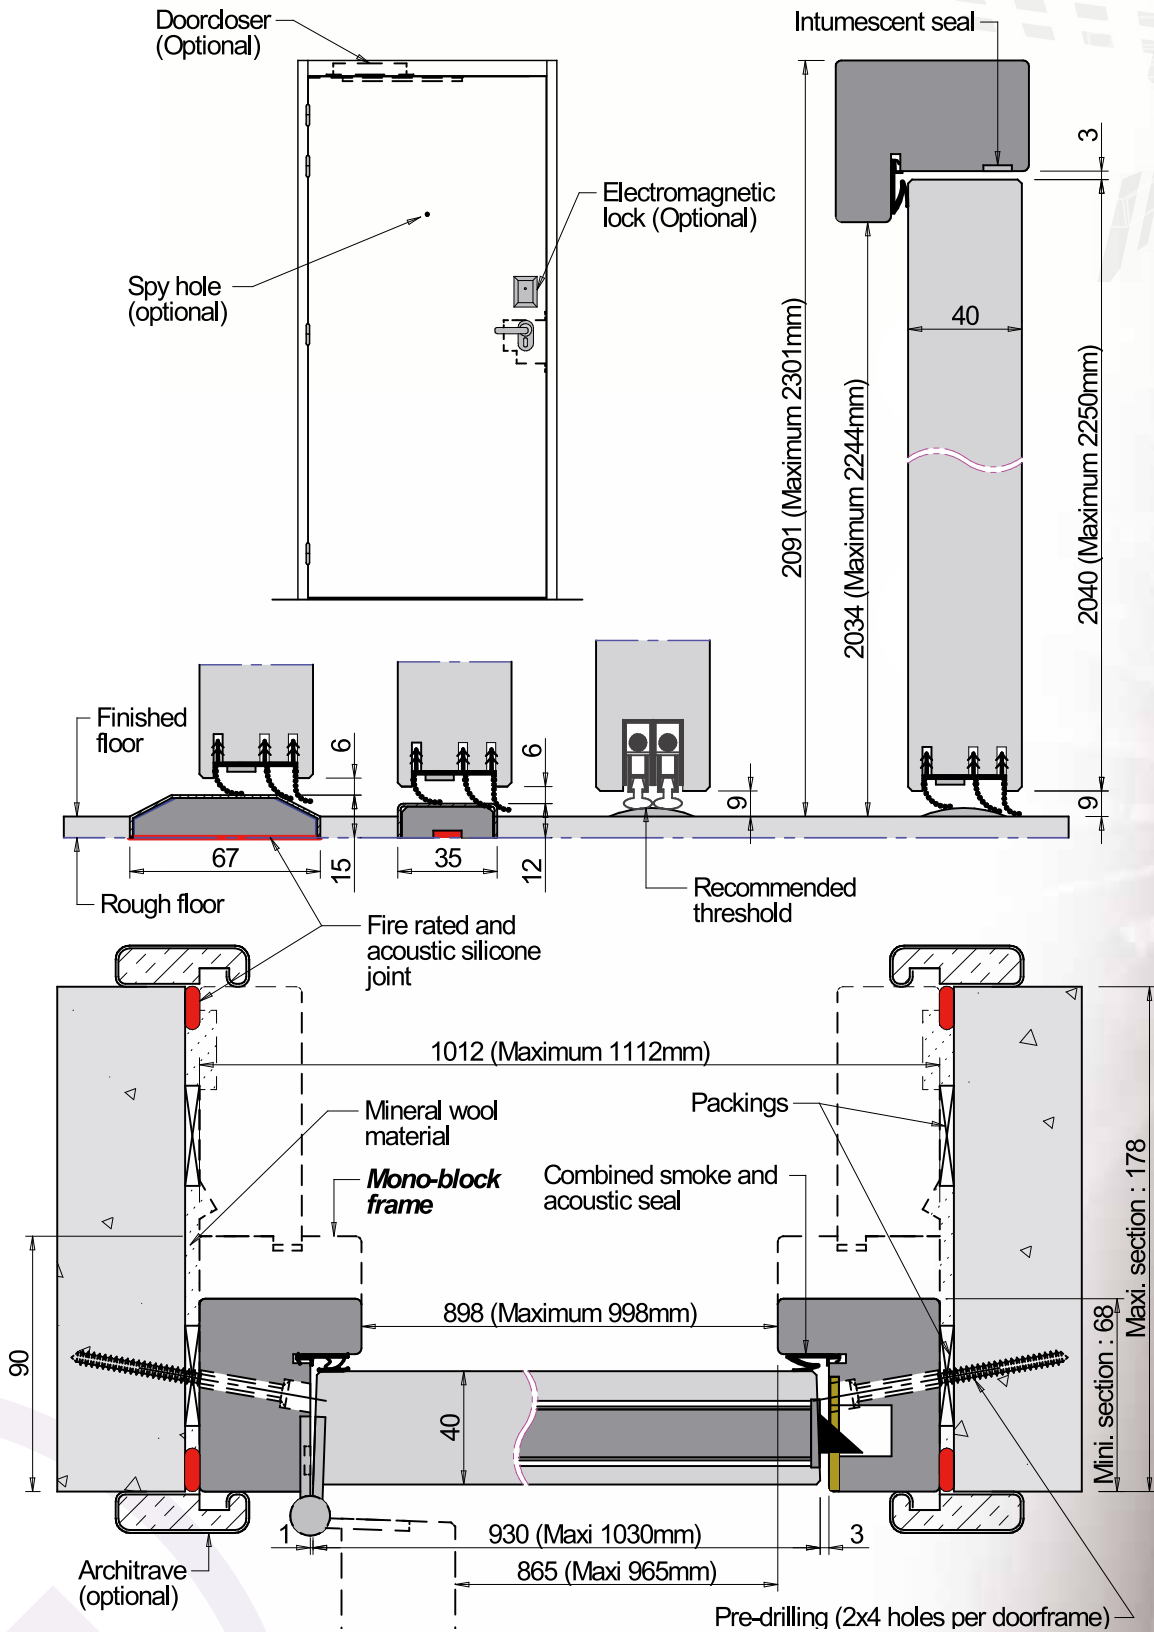 Doorcloser
(Optional)
Intumescent seal
3
Electromagnetic
lock (Optional)
Spy hole
(optional)
40
2091 (Maximum 2301mm)
2034 (Maximum 2244mm)
2040 (Maximum 2250mm)
Finished
floor
6
6
9
9
67
15
35
12
Rough floor
Recommended
threshold
Fire rated and
acoustic silicone
joint
1012 (Maximum 1112mm)
Mineral wool
material
Packings
Mono-block
frame
Combined smoke and
acoustic seal
Maxi. section : 178
898 (Maximum 998mm)
90
Mini. section : 68
40
1
930 (Maxi 1030mm)
3
865 (Maxi 965mm)
Architrave
(optional)
Pre-drilling (2x4 holes per doorframe)